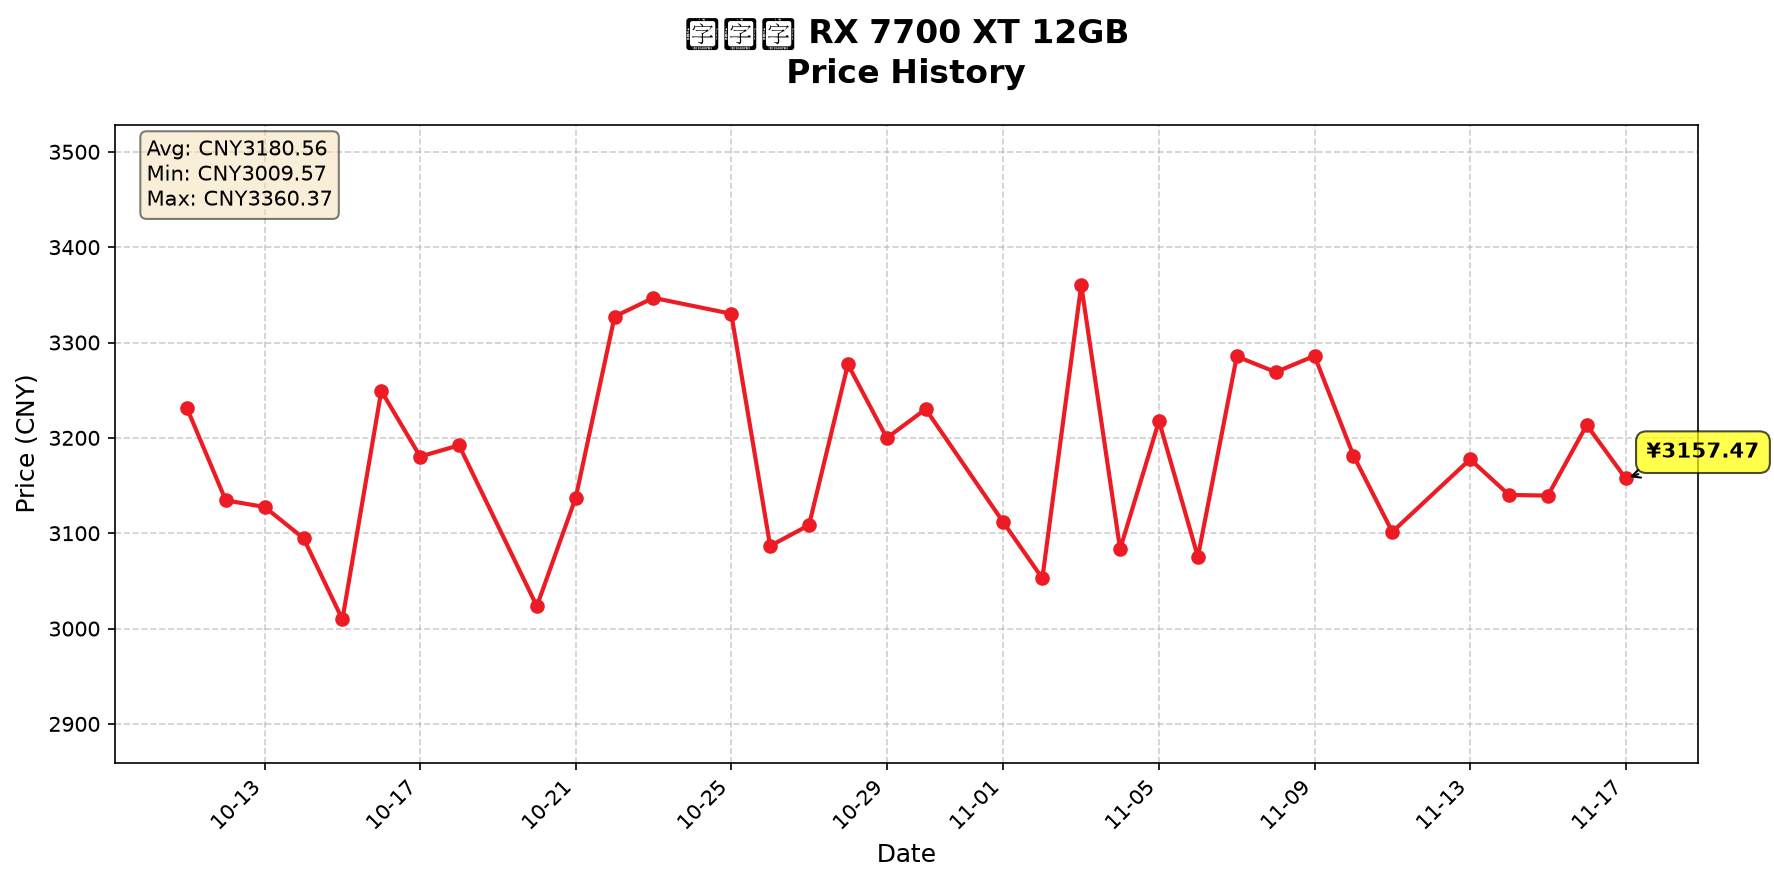 RX 7700 XT 12GB
Price History
Avg: CNY3180.56
Min: CNY3009.57
Max: CNY3360.37
3500
3400
3300
3200
3100
3000
2900
Price (CNY)
¥3157.47
10-13
10-17
10-21
10-25
10-29
11-01
11-05
11-09
11-13
11-17
Date